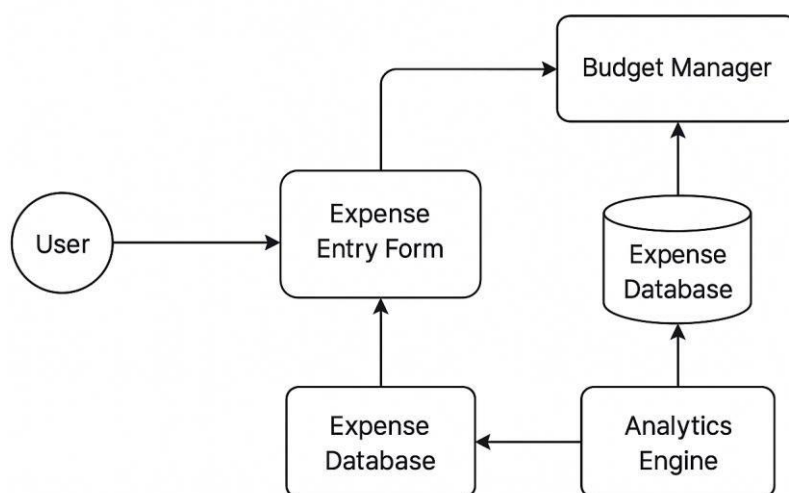 Budget Manager
User
Expense
Entry Form
Expense
Database
Expense
Database
Analytics
Engine